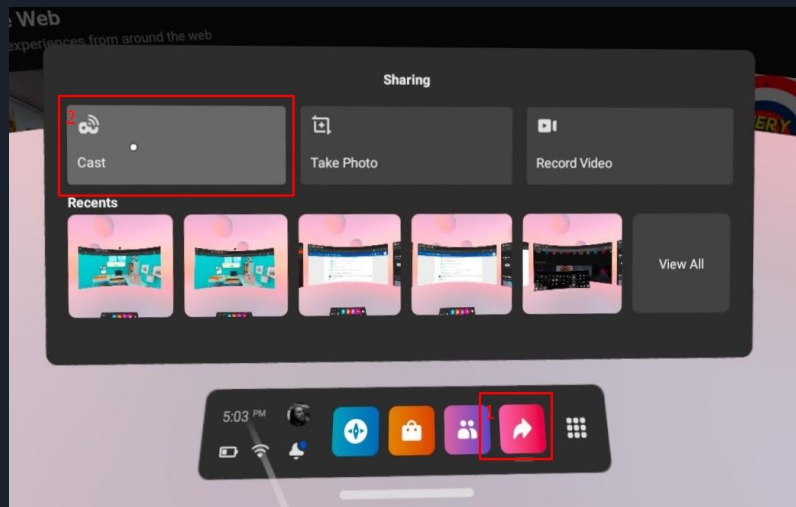 e Web
experiences from around the web
Sharing
2
Cast
Take Photo
Record Video
ERY
Recents
View All
5:03 PM
1